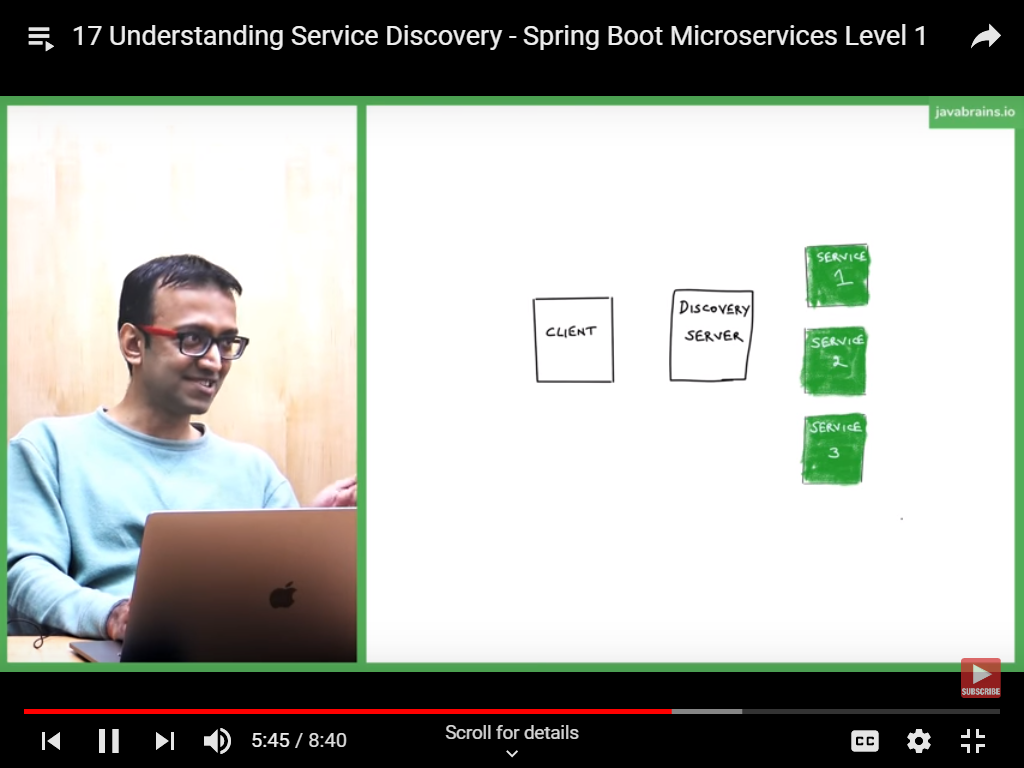 17 Understanding Service Discovery - Spring Boot Microservices Level 1
javabrains.io
CLIENT
DISCOVERY
SERVER
SERVICE
1
SERVICE
2
SERVICE
3
SUBSCRIBE
5:45 / 8:40
Scroll for details
CC